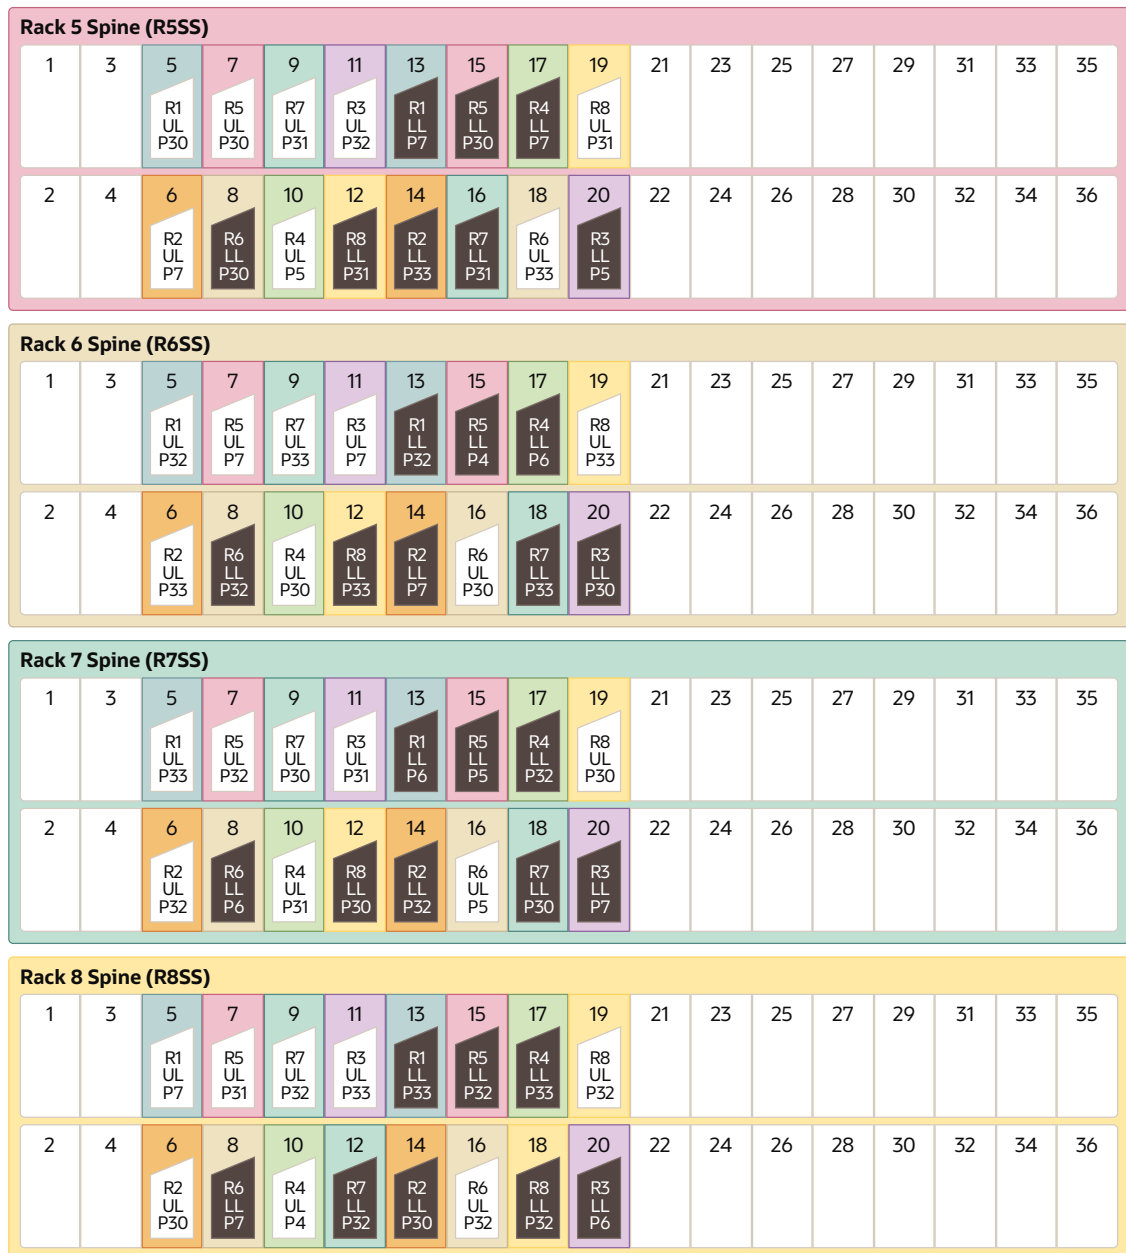 Rack 5 Spine (R5SS)
1 3 5 7 9 11 13 15 17 19 21 23 25 27 29 31 33 35
R1 R5 R7 R3 R1 R5 R4 R8
UL UL UL UL LL LL LL UL
P30 P30 P31 P32 P7 P30 P7 P31
2 4 6 8 10 12 14 16 18 20 22 24 26 28 30 32 34 36
R2 R6 R4 R8 R2 R7 R6 R3
UL LL UL LL LL LL UL LL
P7 P30 P5 P31 P33 P31 P33 P5
Rack 6 Spine (R6SS)
1 3 5 7 9 11 13 15 17 19 21 23 25 27 29 31 33 35
R1 R5 R7 R3 R1 R5 R4 R8
UL UL UL UL LL LL LL UL
P32 P7 P33 P7 P32 P4 P6 P33
2 4 6 8 10 12 14 16 18 20 22 24 26 28 30 32 34 36
R2 R6 R4 R8 R2 R6 R7 R3
UL LL UL LL LL UL LL LL
P33 P32 P30 P33 P7 P30 P33 P30
Rack 7 Spine (R7SS)
1 3 5 7 9 11 13 15 17 19 21 23 25 27 29 31 33 35
R1 R5 R7 R3 R1 R5 R4 R8
UL UL UL UL LL LL LL UL
P33 P32 P30 P31 P6 P5 P32 P30
2 4 6 8 10 12 14 16 18 20 22 24 26 28 30 32 34 36
R2 R6 R4 R8 R2 R6 R7 R3
UL LL UL LL LL UL LL LL
P32 P6 P31 P30 P32 P5 P30 P7
Rack 8 Spine (R8SS)
1 3 5 7 9 11 13 15 17 19 21 23 25 27 29 31 33 35
R1 R5 R7 R3 R1 R5 R4 R8
UL UL UL UL LL LL LL UL
P7 P31 P32 P33 P33 P32 P33 P32
2 4 6 8 10 12 14 16 18 20 22 24 26 28 30 32 34 36
R2 R6 R4 R7 R2 R6 R8 R3
UL LL UL LL LL UL LL LL
P30 P7 P4 P32 P30 P32 P32 P6